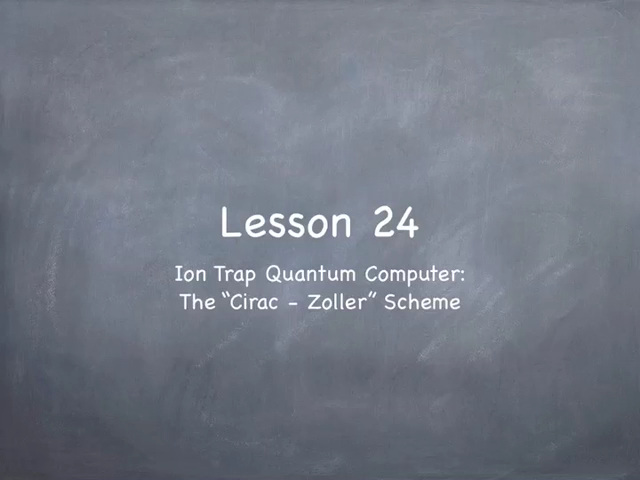 Lesson 24
Ion Trap Quantum Computer:
The “Cirac - Zoller” Scheme